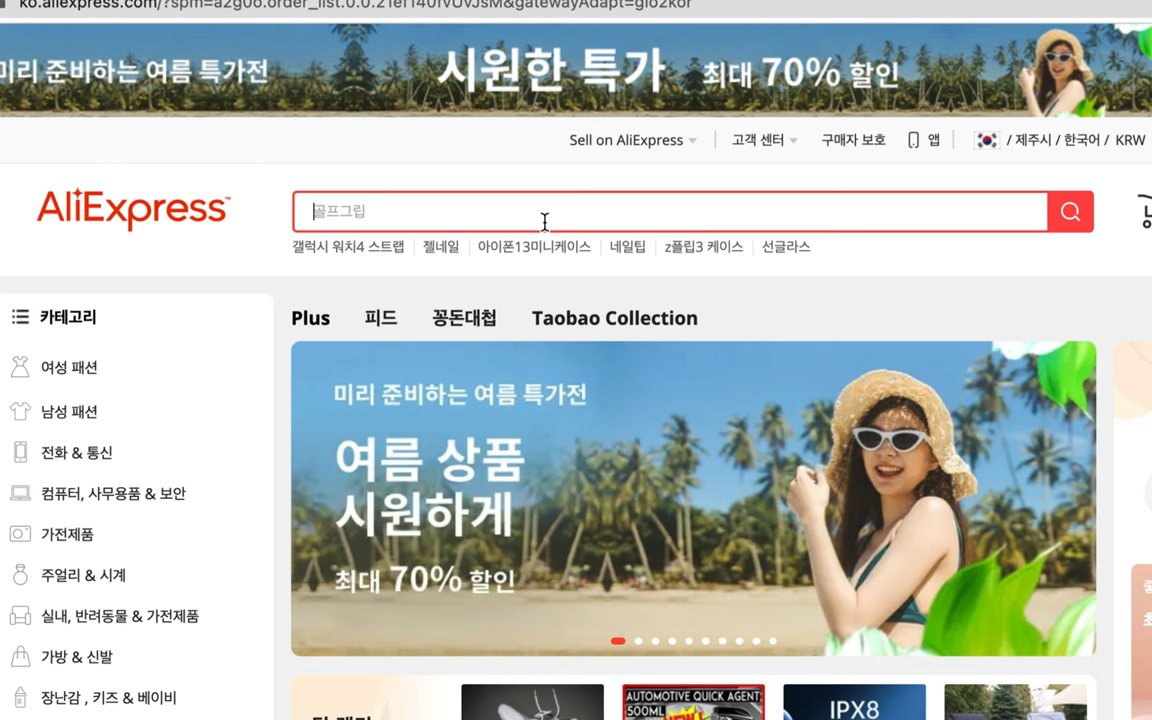 ko.aliexpress.com/?spm=a2g0o.order_list.0.0.21ef140fvUvJsM&gatewayAdapt=glo2kor
미리 준비하는 여름 특가전 시원한 특가 최대 70% 할인
Sell on AliExpress 고객 센터 구매자 보호 앱 / 제주시 / 한국어 / KRW
AliExpress™
골프그립
갤럭시 워치4 스트랩 젤네일 아이폰13미니케이스 네일팁 z플립3 케이스 선글라스
카테고리
Plus 피드 꽁돈대첩 Taobao Collection
여성 패션
남성 패션
전화 & 통신
컴퓨터, 사무용품 & 보안
가전제품
주얼리 & 시계
실내, 반려동물 & 가전제품
가방 & 신발
장난감 , 키즈 & 베이비
미리 준비하는 여름 특가전
여름 상품
시원하게
최대 70% 할인
AUTOMOTIVE QUICK AGENT
500ML
IPX8